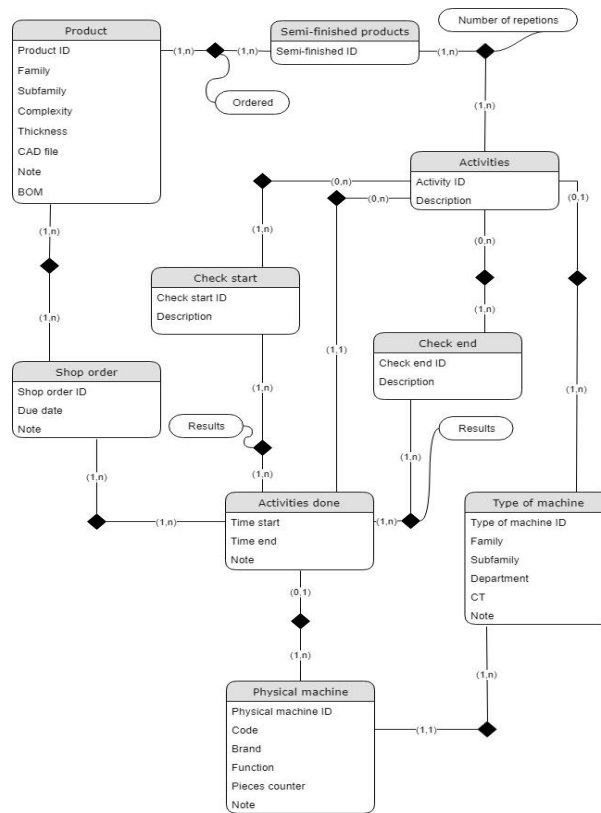 Product
Product ID
Family
Subfamily
Complexity
Thickness
CAD file
Note
BOM
(1,n)
(1,n)
Ordered
Semi-finished products
Semi-finished ID
(1,n)
Number of repetions
(1,n)
Activities
Activity ID
Description
(0,n)
(0,n)
(1,n)
(1,1)
(0,n)
(1,n)
(0,1)
(1,n)
(1,n)
(1,n)
Check start
Check start ID
Description
(1,n)
Results
(1,n)
Check end
Check end ID
Description
(1,n)
Results
(1,n)
Shop order
Shop order ID
Due date
Note
(1,n)
(1,n)
Activities done
Time start
Time end
Note
(0,1)
(1,n)
Type of machine
Type of machine ID
Family
Subfamily
Department
CT
Note
(1,n)
(1,1)
Physical machine
Physical machine ID
Code
Brand
Function
Pieces counter
Note